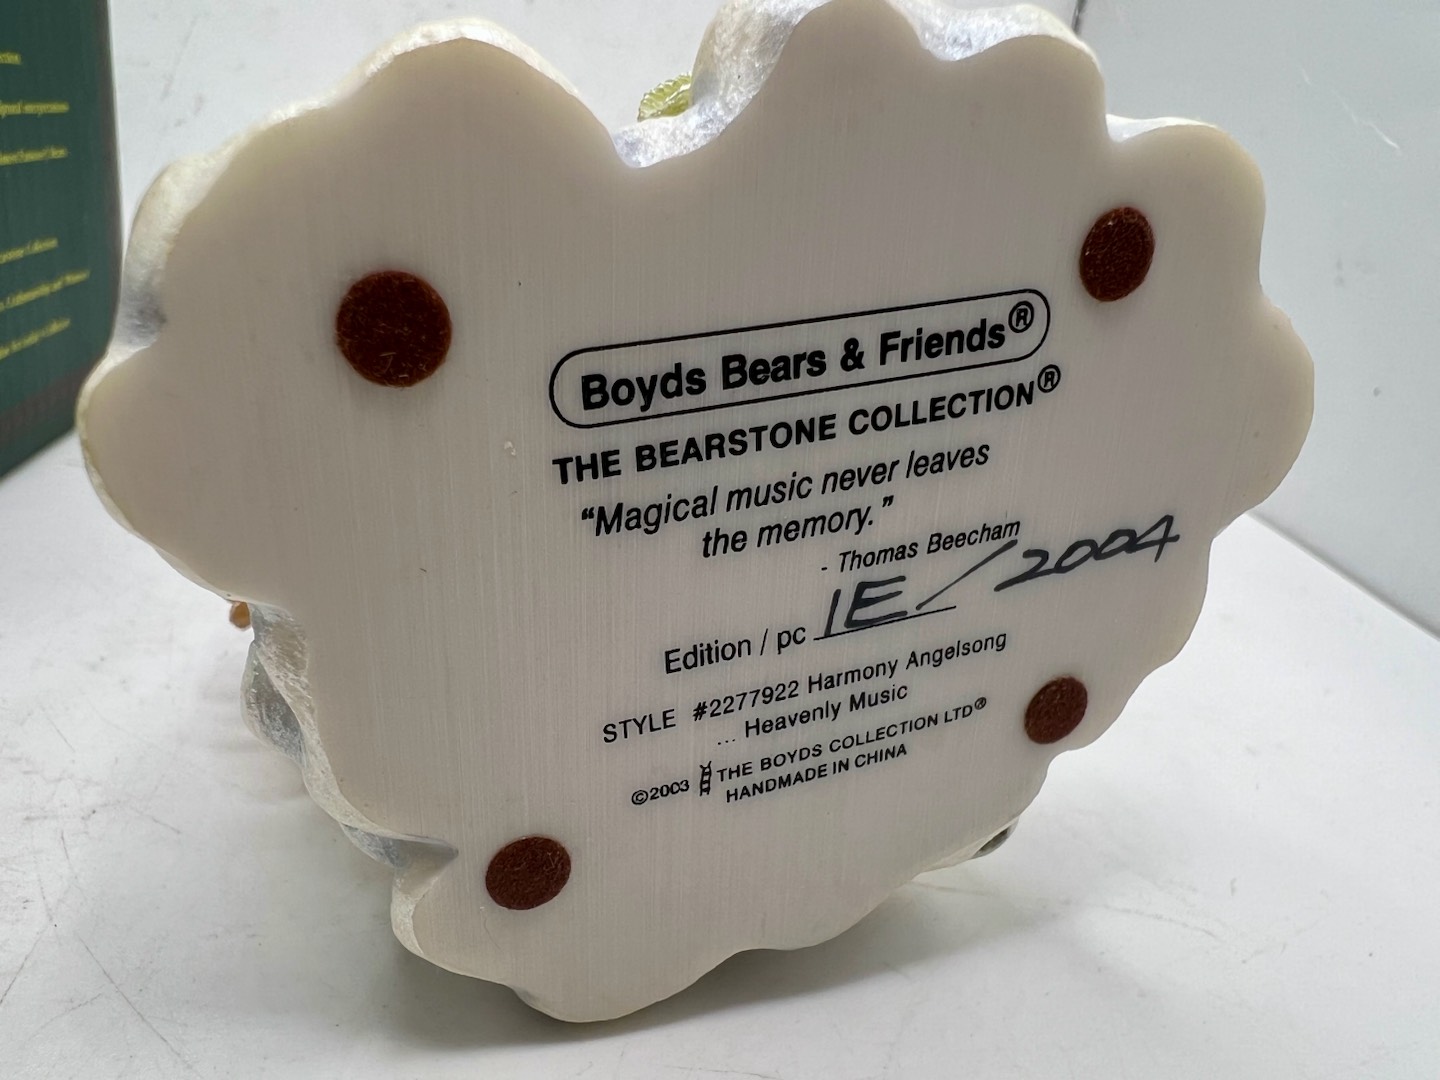 Boyds Bears & Friends®
THE BEARSTONE COLLECTION®
“Magical music never leaves
the memory.”
- Thomas Beecham
Edition / pc 1E / 2004
STYLE #2277922 Harmony Angelsong
... Heavenly Music
©2003 THE BOYDS COLLECTION LTD®
HANDMADE IN CHINA